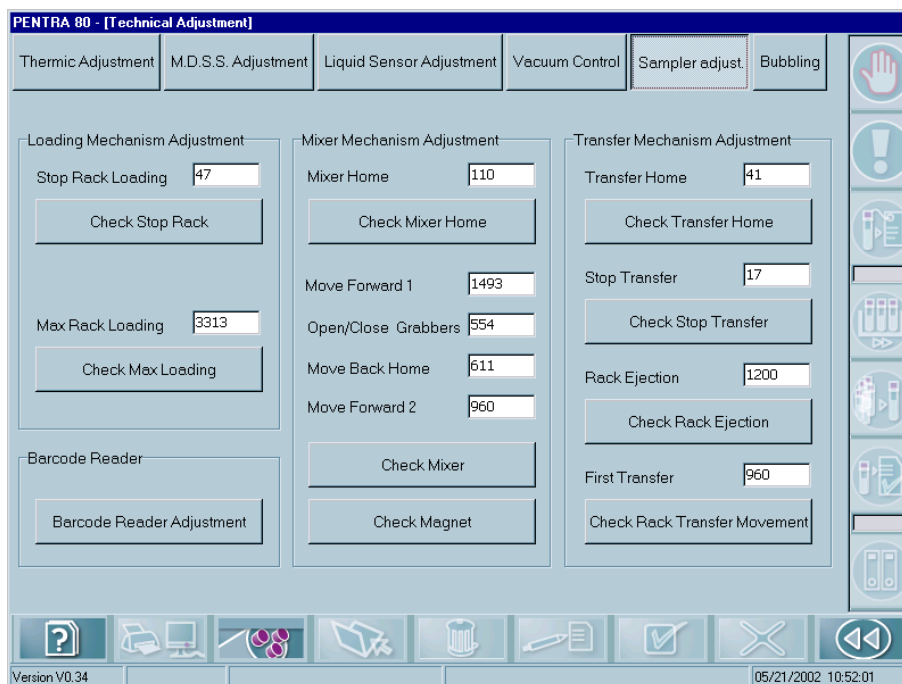 PENTRA 80 - [Technical Adjustment]
Thermic Adjustment
M.D.S.S. Adjustment
Liquid Sensor Adjustment
Vacuum Control
Sampler adjust.
Bubbling
Loading Mechanism Adjustment
Stop Rack Loading 47
Check Stop Rack
Max Rack Loading 3313
Check Max Loading
Barcode Reader
Barcode Reader Adjustment
Mixer Mechanism Adjustment
Mixer Home 110
Check Mixer Home
Move Forward 1 1493
Open/Close Grabbers 554
Move Back Home 611
Move Forward 2 960
Check Mixer
Check Magnet
Transfer Mechanism Adjustment
Transfer Home 41
Check Transfer Home
Stop Transfer 17
Check Stop Transfer
Rack Ejection 1200
Check Rack Ejection
First Transfer 960
Check Rack Transfer Movement
Version V0.34
05/21/2002 10:52:01